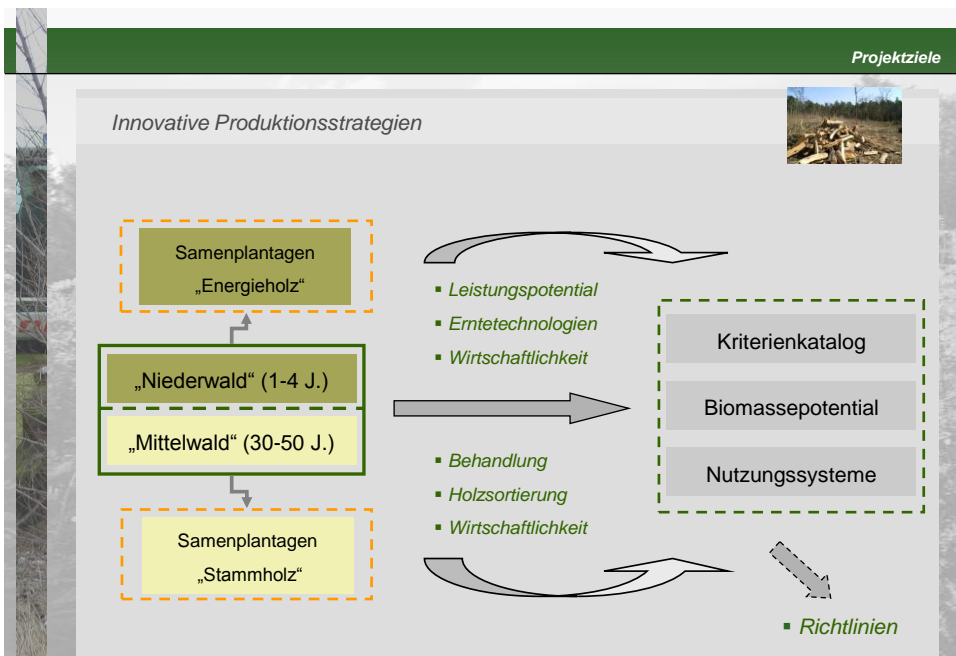 Projektziele
Innovative Produktionsstrategien
Samenplantagen
„Energieholz“
„Niederwald“ (1-4 J.)
„Mittelwald“ (30-50 J.)
Samenplantagen
„Stammholz“
▪ Leistungspotential
▪ Erntetechnologien
▪ Wirtschaftlichkeit
▪ Behandlung
▪ Holzsortierung
▪ Wirtschaftlichkeit
Kriterienkatalog
Biomassepotential
Nutzungssysteme
▪ Richtlinien